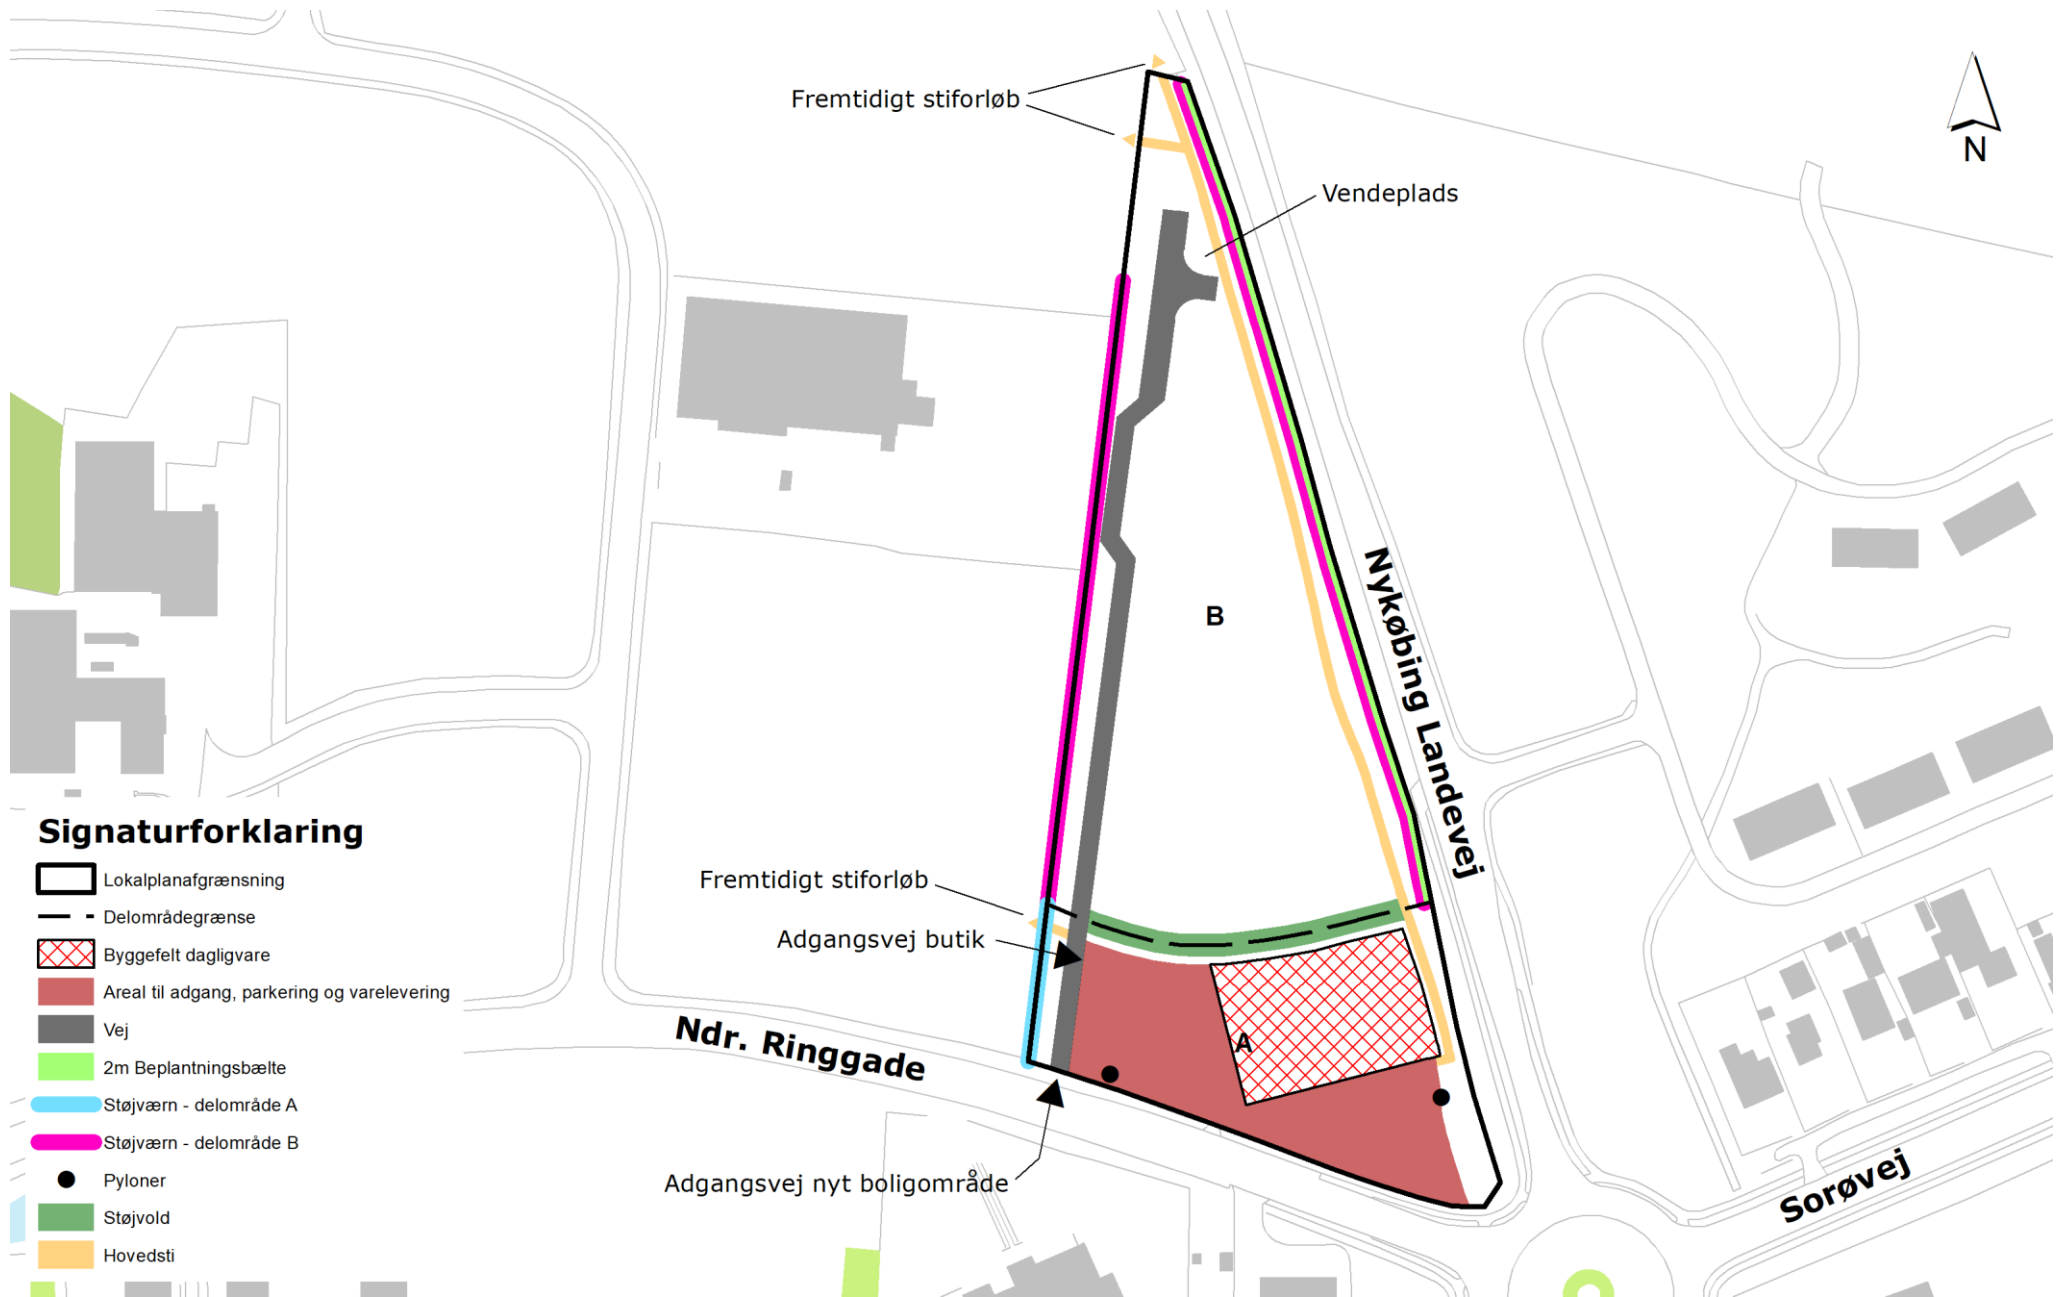 Fremtidigt stiforløb
N
Vendeplads
B
Nykøbing Landevej
Fremtidigt stiforløb
Adgangsvej butik
Ndr. Ringgade
A
Adgangsvej nyt boligområde
Sorøvej
Signaturforklaring
Lokalplanafgrænsning
Delområdegrænse
Byggefelt dagligvare
Areal til adgang, parkering og varelevering
Vej
2m Beplantningsbælte
Støjværn - delområde A
Støjværn - delområde B
Pyloner
Støjvold
Hovedsti